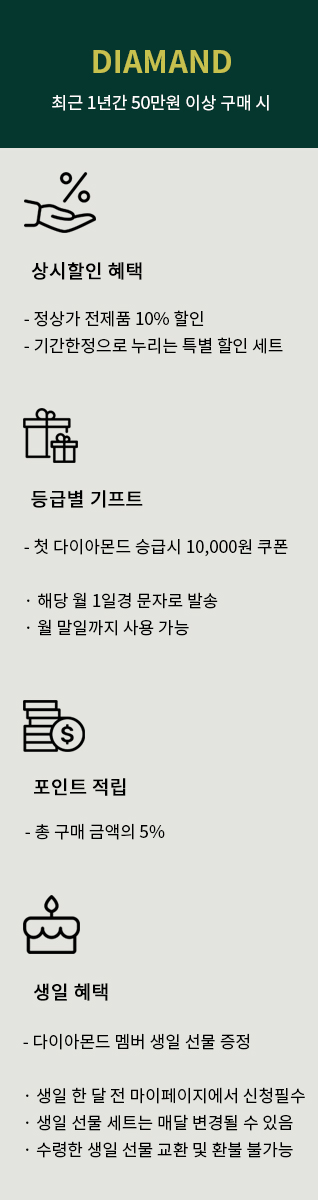 DIAMAND
최근 1년간 50만원 이상 구매 시
%
상시할인 혜택
- 정상가 전제품 10% 할인
- 기간한정으로 누리는 특별 할인 세트
등급별 기프트
- 첫 다이아몬드 승급시 10,000원 쿠폰
· 해당 월 1일경 문자로 발송
· 월 말일까지 사용 가능
$
포인트 적립
- 총 구매 금액의 5%
생일 혜택
- 다이아몬드 멤버 생일 선물 증정
· 생일 한 달 전 마이페이지에서 신청필수
· 생일 선물 세트는 매달 변경될 수 있음
· 수령한 생일 선물 교환 및 환불 불가능